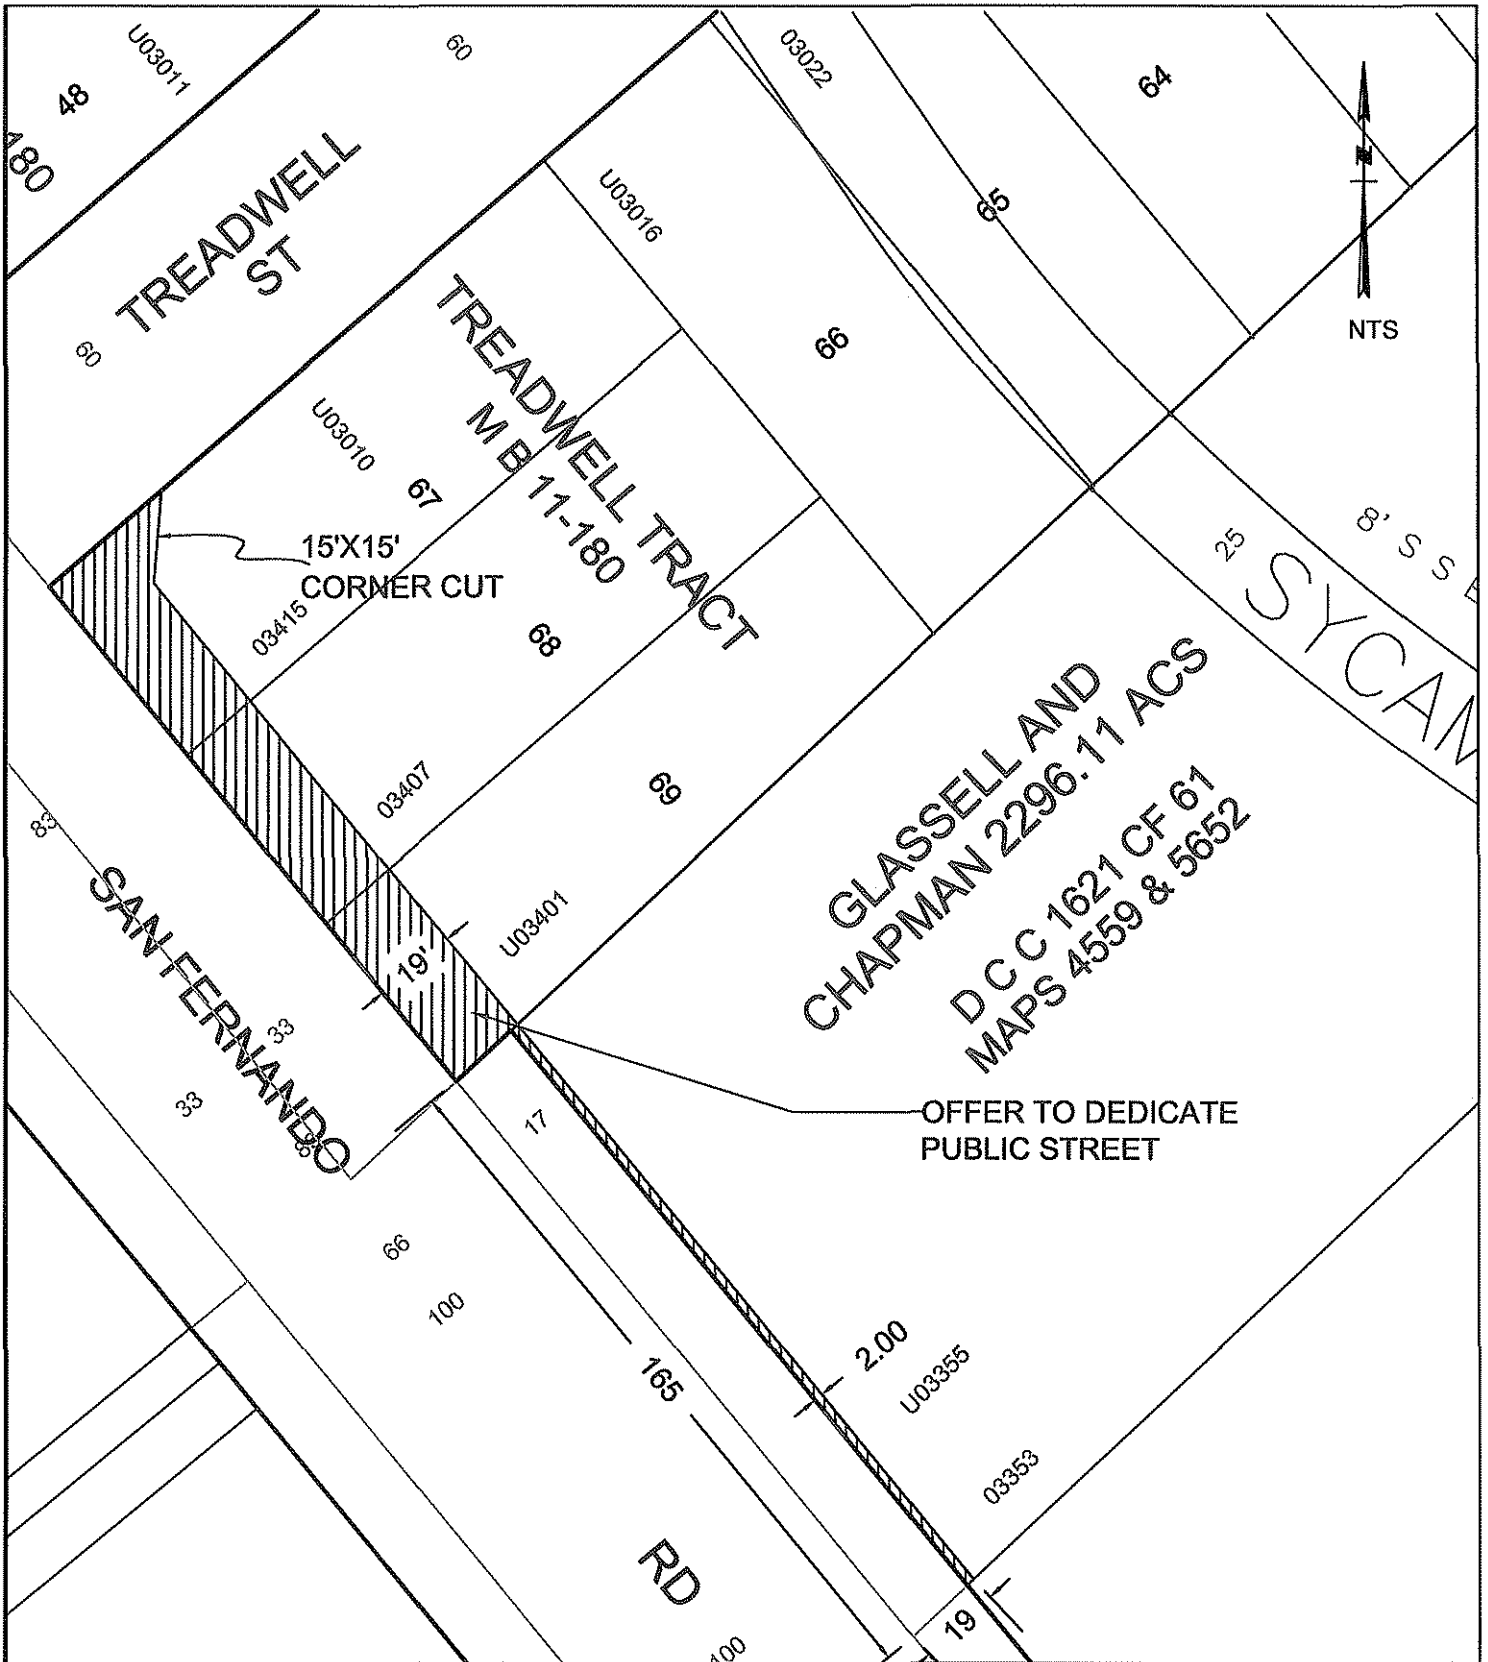 U03011
60
03022
64
48
180
N
NTS
TREADWELL
ST
60
U03016
65
66
TREADWELL TRACT
M B 11-180
U03010
67
15'X15'
CORNER CUT
03415
68
25
8' S S E
SYCAM
03407
69
83
U03401
19'
SAN FERNANDO
33
33
GLASSELL AND
CHAPMAN 2296.11 ACS
D C C 1621 CF 61
MAPS 4559 & 5652
OFFER TO DEDICATE
PUBLIC STREET
17
66
100
165
2.00
U03355
03353
RD
19
100